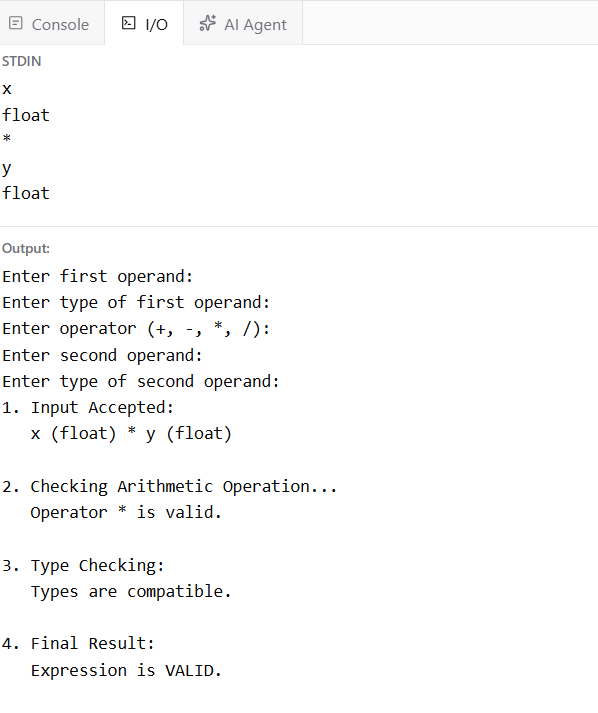 Console I/O AI Agent
STDIN
x
float
*
y
float
Output:
Enter first operand:
Enter type of first operand:
Enter operator (+, -, *, /):
Enter second operand:
Enter type of second operand:
1. Input Accepted:
x (float) * y (float)
2. Checking Arithmetic Operation...
Operator * is valid.
3. Type Checking:
Types are compatible.
4. Final Result:
Expression is VALID.